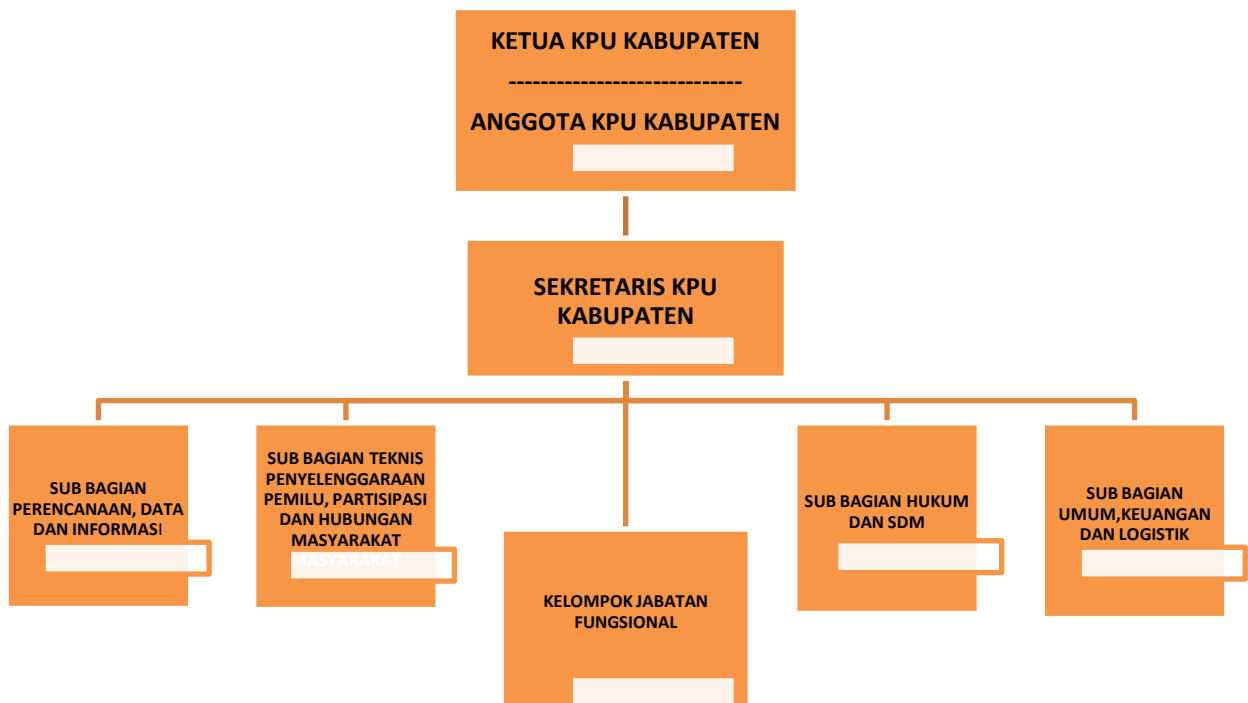 KETUA KPU KABUPATEN
-----------------------------
ANGGOTA KPU KABUPATEN
SEKRETARIS KPU
KABUPATEN
SUB BAGIAN
PERENCANAAN, DATA
DAN INFORMASI
SUB BAGIAN TEKNIS
PENYELENGGARAAN
PEMILU, PARTISIPASI
DAN HUBUNGAN
MASYARAKAT
MASYARAKAT
KELOMPOK JABATAN
FUNGSIONAL
SUB BAGIAN HUKUM
DAN SDM
SUB BAGIAN
UMUM,KEUANGAN
DAN LOGISTIK